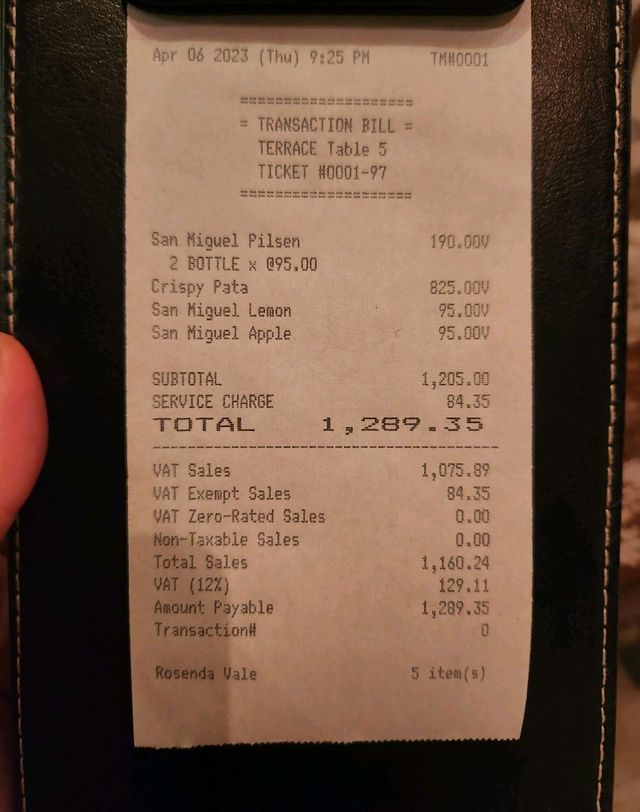 Apr 06 2023 (Thu) 9:25 PM TM#0001
====================
= TRANSACTION BILL =
TERRACE Table 5
TICKET #0001-97
====================
San Miguel Pilsen 190.00V
2 BOTTLE x @95.00
Crispy Pata 825.00V
San Miguel Lemon 95.00V
San Miguel Apple 95.00V
SUBTOTAL 1,205.00
SERVICE CHARGE 84.35
TOTAL 1,289.35
----------------------------------------
VAT Sales 1,075.89
VAT Exempt Sales 84.35
VAT Zero-Rated Sales 0.00
Non-Taxable Sales 0.00
Total Sales 1,160.24
VAT (12%) 129.11
Amount Payable 1,289.35
Transaction# 0
Rosenda Vale 5 item(s)